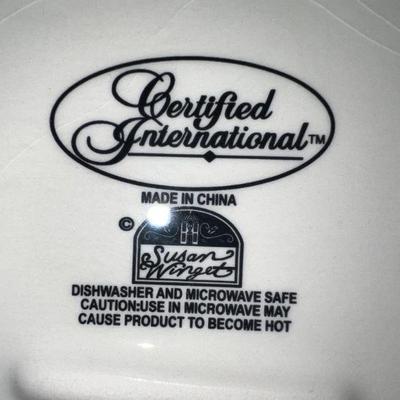 Certified
International™
MADE IN CHINA
©
Susan
Winget
DISHWASHER AND MICROWAVE SAFE
CAUTION:USE IN MICROWAVE MAY
CAUSE PRODUCT TO BECOME HOT